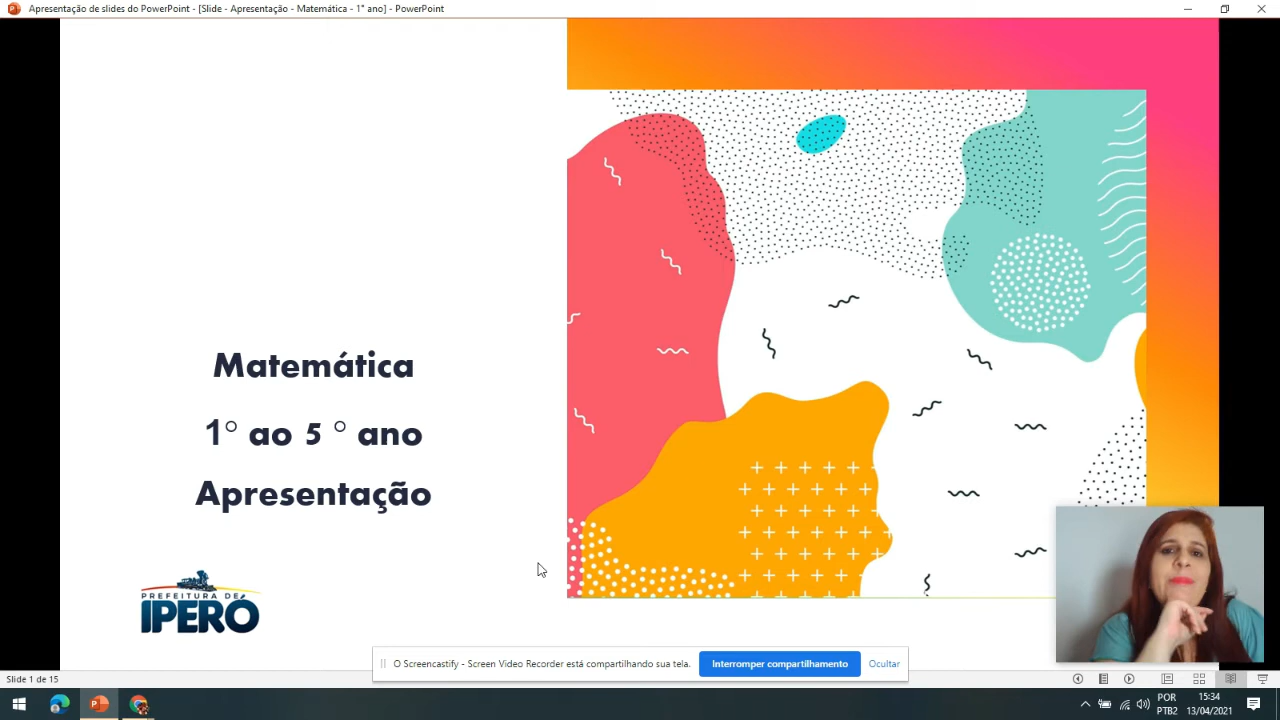 Apresentação de slides do PowerPoint - [Slide - Apresentação - Matemática - 1° ano] - PowerPoint
Matemática
1° ao 5 ° ano
Apresentação
PREFEITURA DE
IPERÓ
O Screencastify - Screen Video Recorder está compartilhando sua tela.
Interromper compartilhamento
Ocultar
Slide 1 de 15
POR
PTB2
15:34
13/04/2021